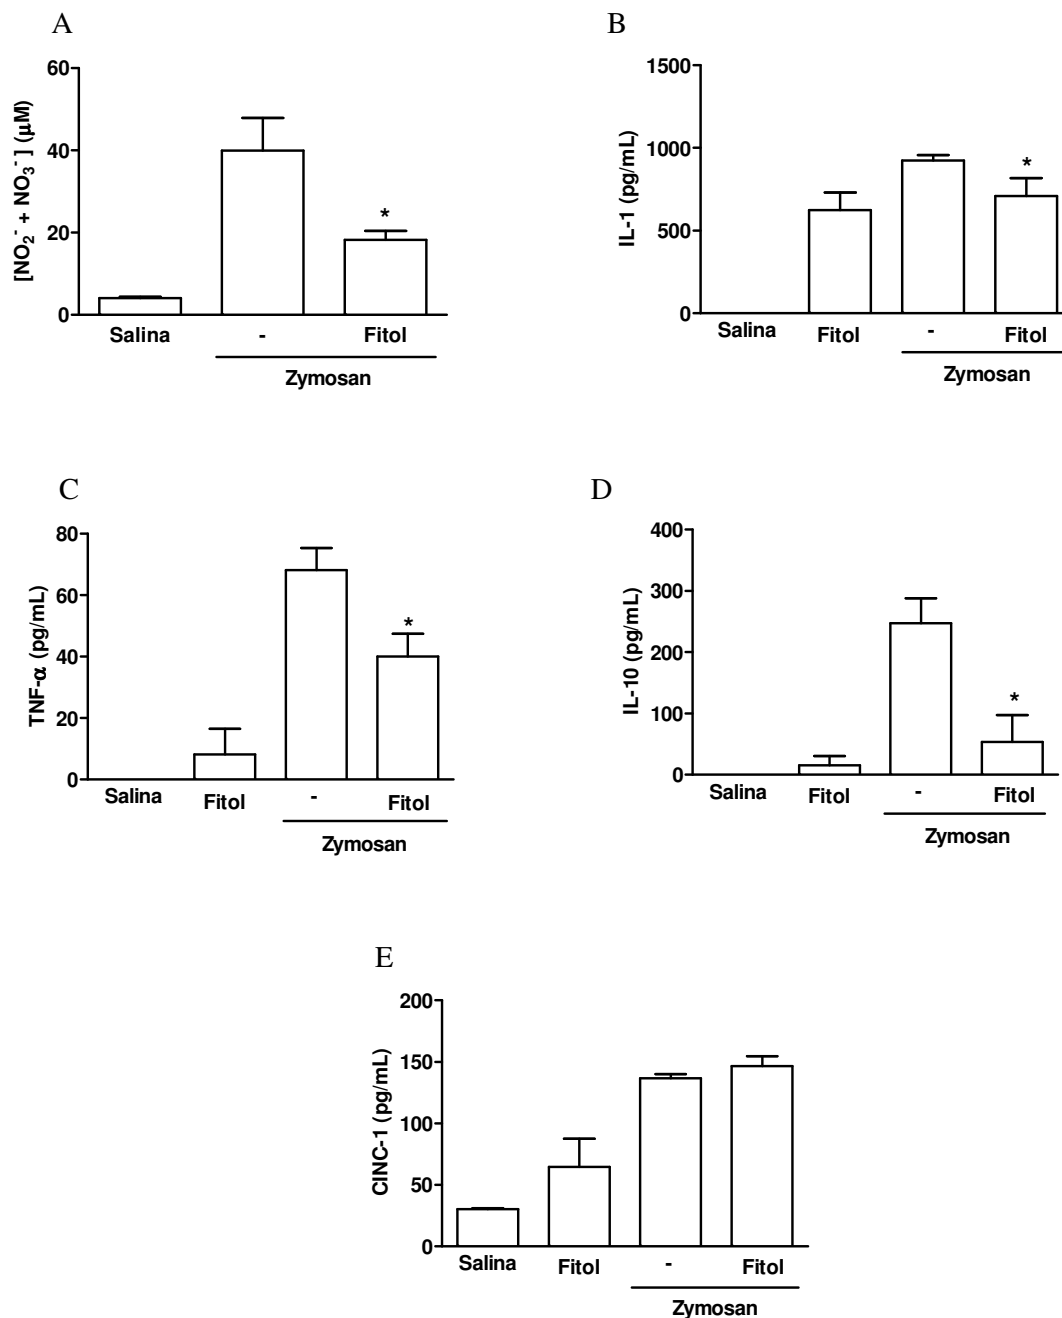 A
[NO2- + NO3-] (µM)
60
40
20
0
*
Salina
-
Fitol
Zymosan
B
IL-1 (pg/mL)
1500
1000
500
0
*
Salina
Fitol
-
Fitol
Zymosan
C
TNF-α (pg/mL)
80
60
40
20
0
*
Salina
Fitol
-
Fitol
Zymosan
D
IL-10 (pg/mL)
400
300
200
100
0
*
Salina
Fitol
-
Fitol
Zymosan
E
CINC-1 (pg/mL)
200
150
100
50
0
Salina
Fitol
-
Fitol
Zymosan